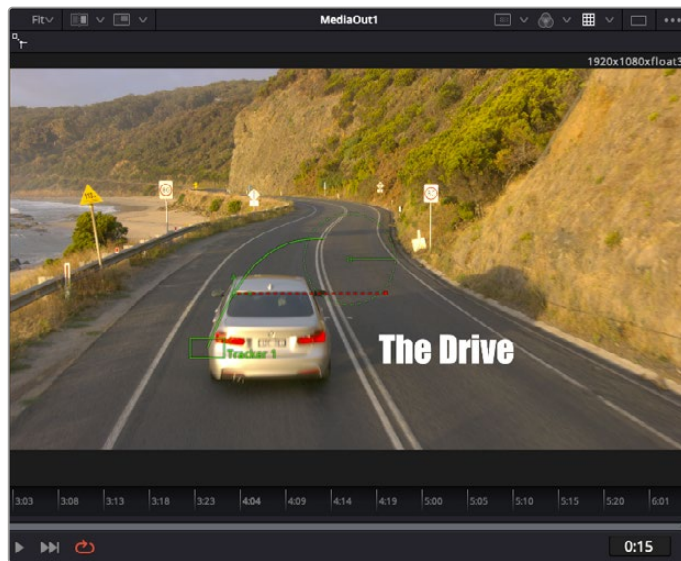 Fit MediaOut1
1920x1080xfloat3
Tracker 1
The Drive
3:03 3:08 3:13 3:18 3:23 4:04 4:09 4:14 4:19 5:00 5:05 5:10 5:15 5:20 6:01
0:15